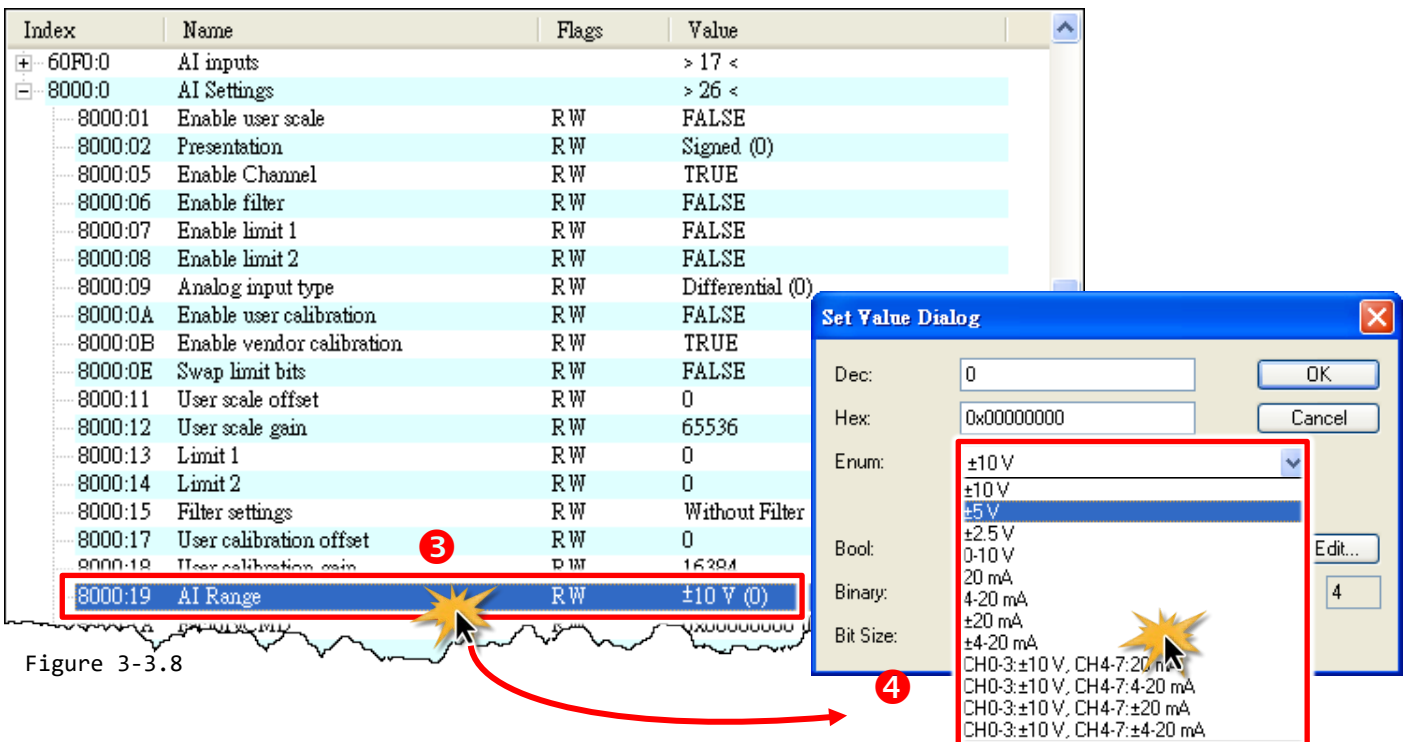 Index Name Flags Value
60F0:0 AI inputs > 17 <
8000:0 AI Settings > 26 <
8000:01 Enable user scale RW FALSE
8000:02 Presentation RW Signed (0)
8000:05 Enable Channel RW TRUE
8000:06 Enable filter RW FALSE
8000:07 Enable limit 1 RW FALSE
8000:08 Enable limit 2 RW FALSE
8000:09 Analog input type RW Differential (0)
8000:0A Enable user calibration RW FALSE
8000:0B Enable vendor calibration RW TRUE
8000:0E Swap limit bits RW FALSE
8000:11 User scale offset RW 0
8000:12 User scale gain RW 65536
8000:13 Limit 1 RW 0
8000:14 Limit 2 RW 0
8000:15 Filter settings RW Without Filter
8000:17 User calibration offset RW 0
8000:18 User calibration gain RW 16384
8000:19 AI Range RW ±10 V (0)
3
Figure 3-3.8
Set Value Dialog
Dec: 0 OK
Hex: 0x00000000 Cancel
Enum: ±10 V
±10 V
±5 V
±2.5 V
0-10 V
20 mA
4-20 mA
±20 mA
±4-20 mA
CH0-3:±10 V, CH4-7:20 mA
CH0-3:±10 V, CH4-7:4-20 mA
CH0-3:±10 V, CH4-7:±20 mA
CH0-3:±10 V, CH4-7:±4-20 mA
Bool: Edit...
Binary: 4
Bit Size:
4